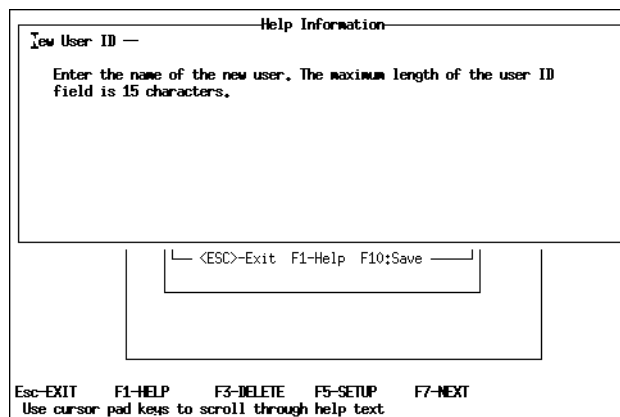 Help Information
New User ID —
Enter the name of the new user. The maximum length of the user ID
field is 15 characters.
<ESC>-Exit F1-Help F10:Save
Esc-EXIT F1-HELP F3-DELETE F5-SETUP F7-NEXT
Use cursor pad keys to scroll through help text